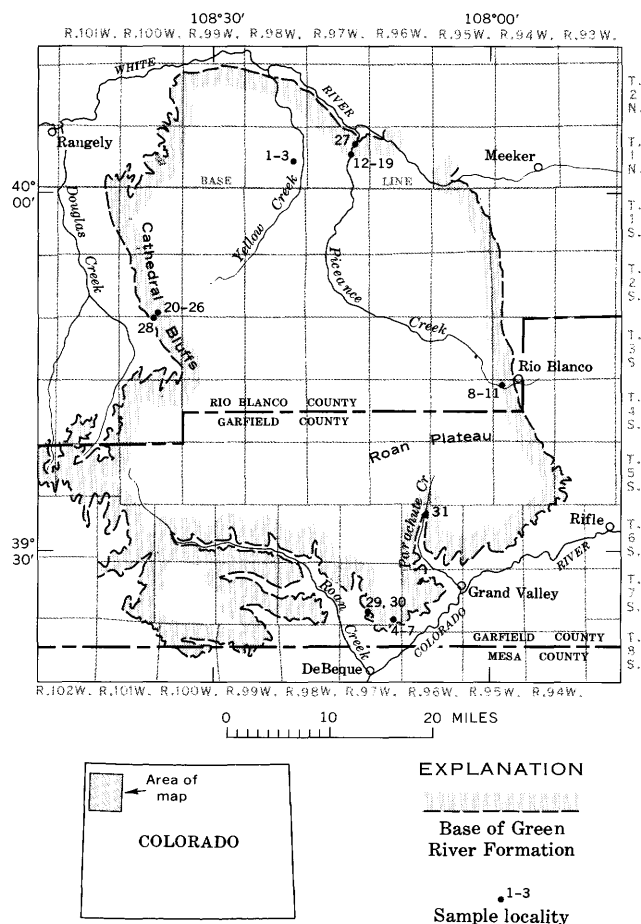 108°30' 108°00'
R.101W. R.100W. R.99W. R.98W. R.97W. R.96W. R.95W. R.94W. R.93W.
WHITE
RIVER
T. 2 N.
Rangely
27
1-3
12-19
Meeker
T. 1 N.
40° 00'
BASE LINE
Douglas Creek
Yellow Creek
Piceance Creek
T. 1 S.
Cathedral Bluffs
T. 2 S.
20-26
28
T. 3 S.
Rio Blanco
8-11
RIO BLANCO COUNTY
GARFIELD COUNTY
T. 4 S.
Roan Plateau
T. 5 S.
Parachute Cr
31
Rifle
T. 6 S.
39° 30'
RIVER
Grand Valley
T. 7 S.
Roan Creek
29, 30
4-7
COLORADO
GARFIELD COUNTY
MESA COUNTY
T. 8 S.
DeBeque
R.102W. R.101W. R.100W. R.99W. R.98W. R.97W. R.96W. R.95W. R.94W.
0 10 20 MILES
Area of map
COLORADO
EXPLANATION
Base of Green
River Formation
1-3
Sample locality